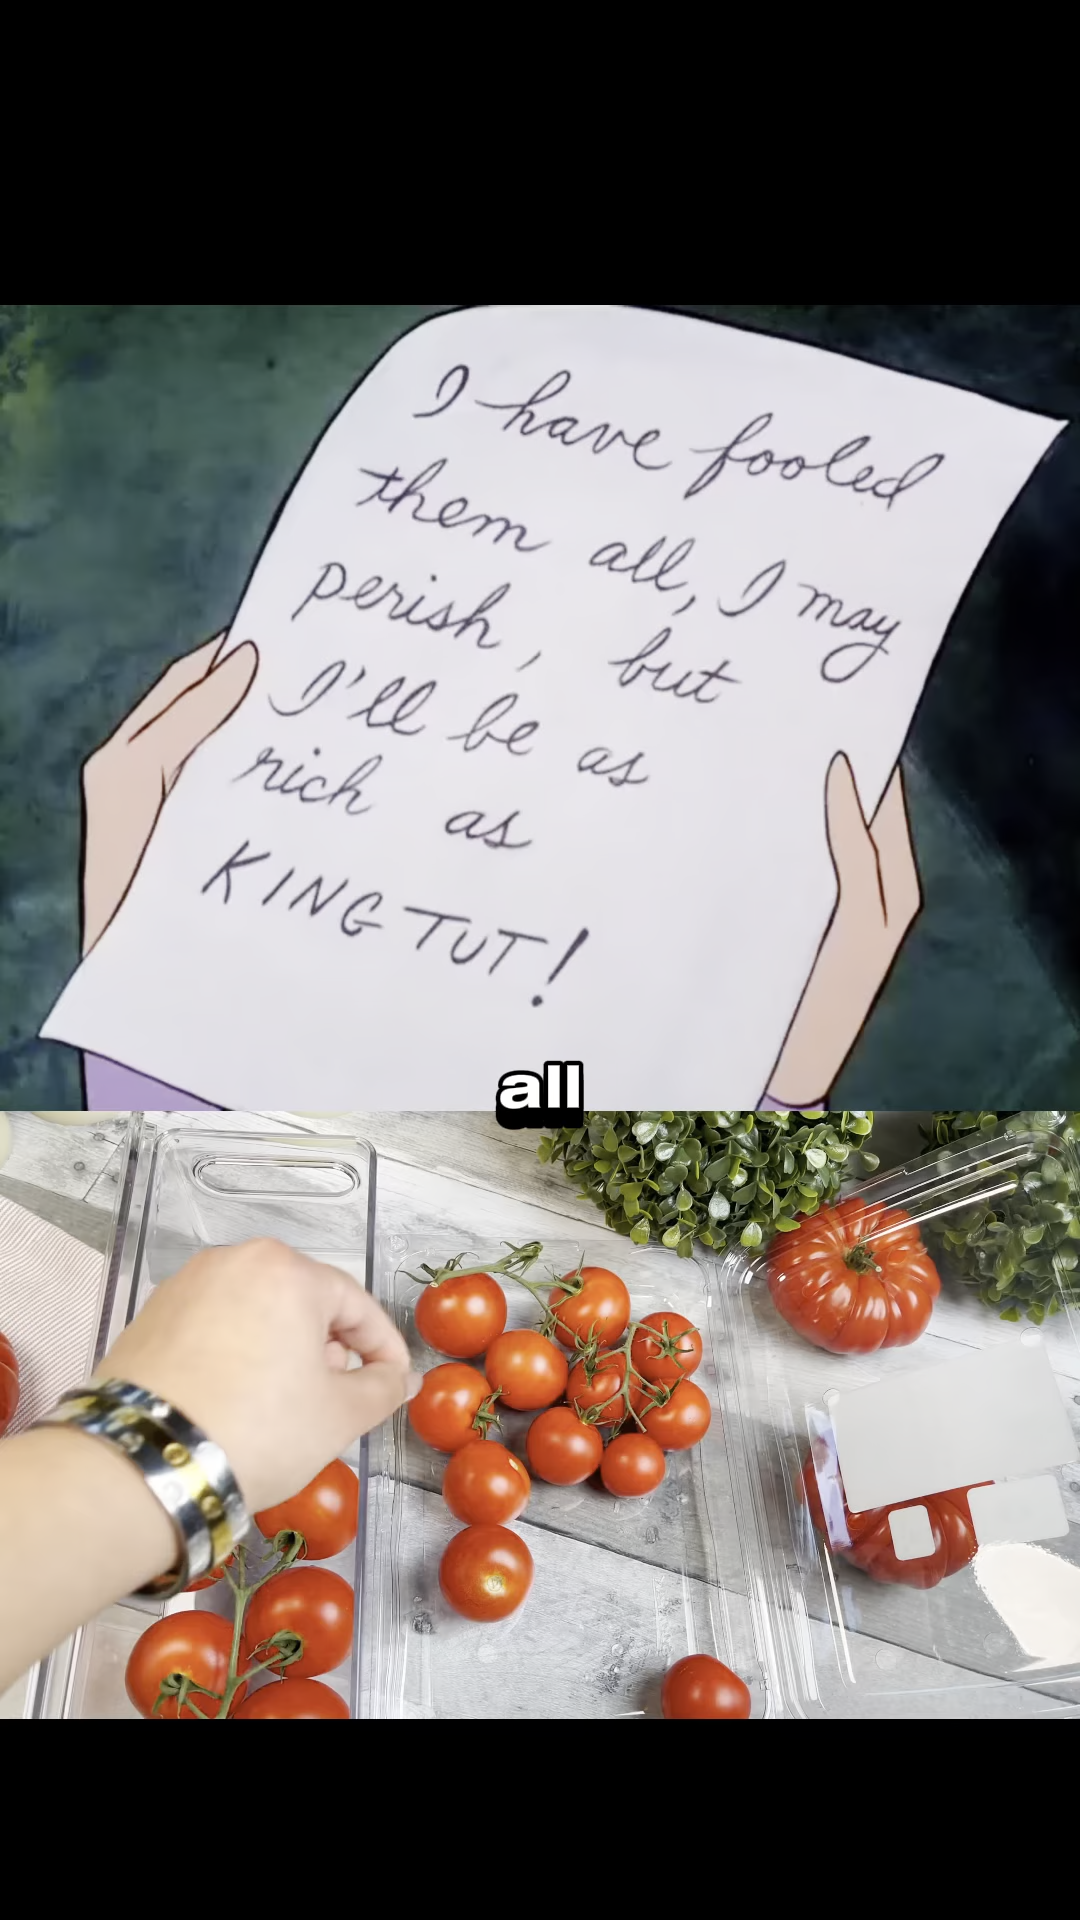 I have fooled
them all, I may
perish, but
I'll be as
rich as
KING TUT!
all